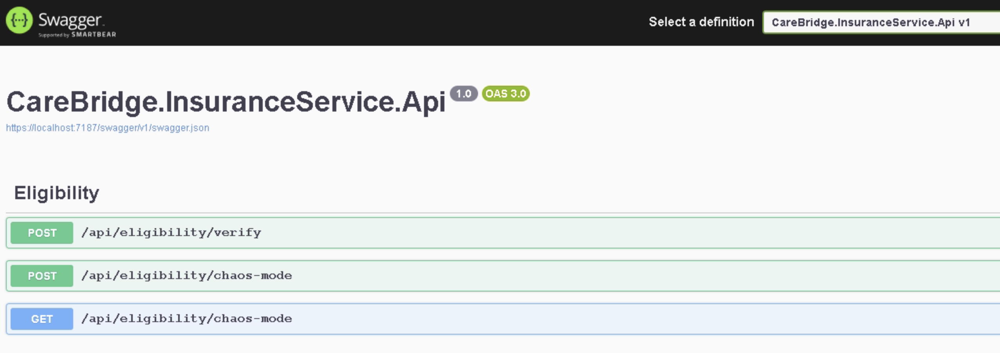 Swagger
Supported by SMARTBEAR
Select a definition
CareBridge.InsuranceService.Api v1
CareBridge.InsuranceService.Api 1.0 OAS 3.0
https://localhost:7187/swagger/v1/swagger.json
Eligibility
POST /api/eligibility/verify
POST /api/eligibility/chaos-mode
GET /api/eligibility/chaos-mode